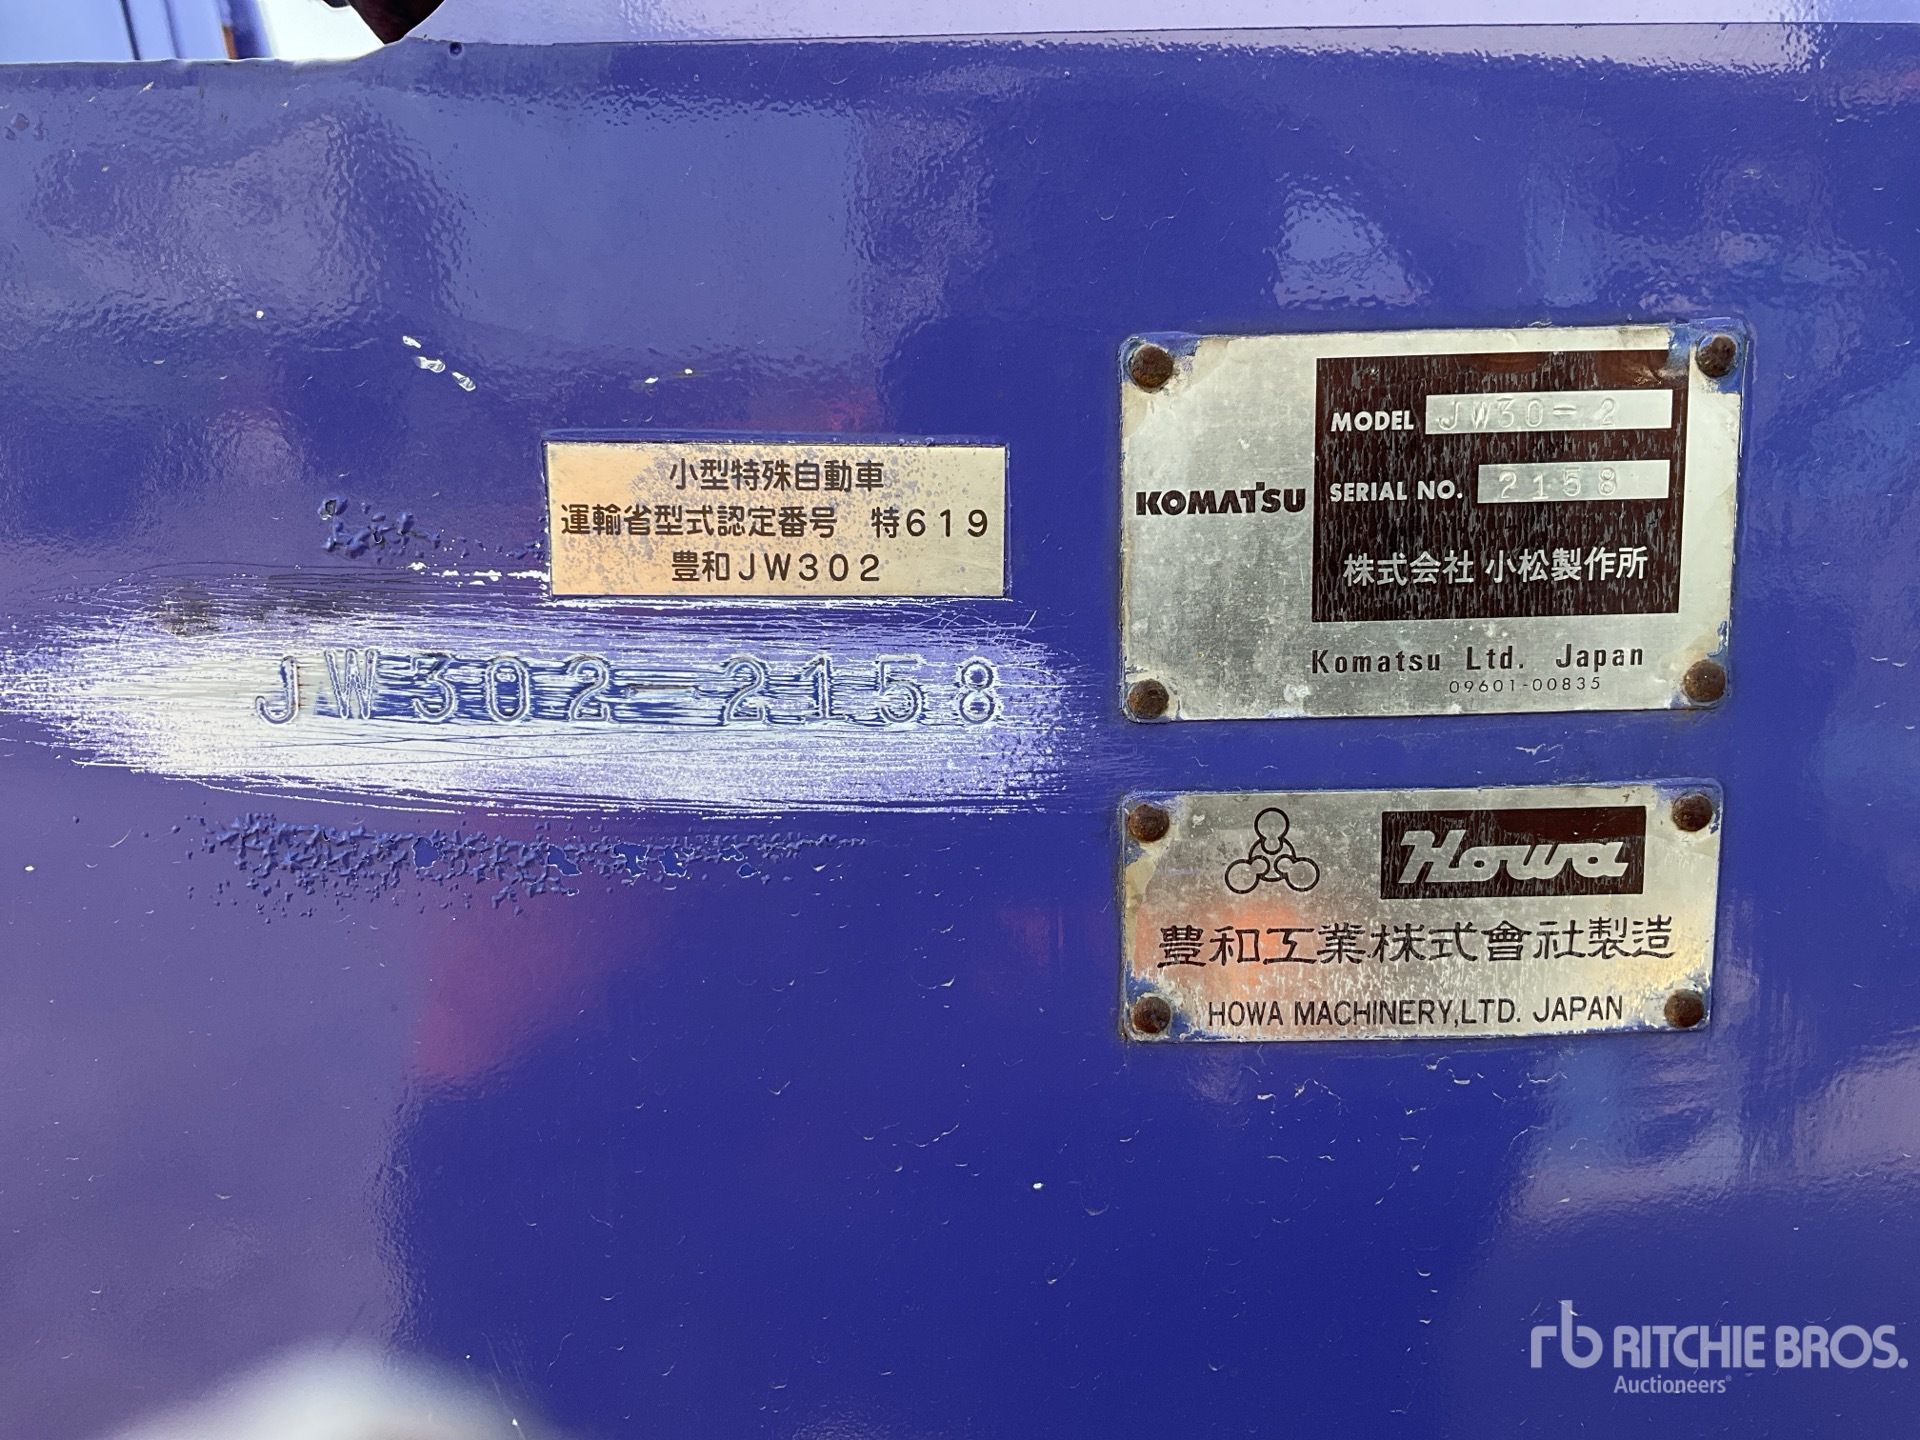 小型特殊自動車
運輸省型式認定番号 特619
豊和JW302
JW302-2158
KOMATSU
MODEL JW30-2
SERIAL NO. 2158
株式会社 小松製作所
Komatsu Ltd. Japan
09601-00835
Howa
豊和工業株式會社製造
HOWA MACHINERY,LTD. JAPAN
rb RITCHIE BROS.
Auctioneers